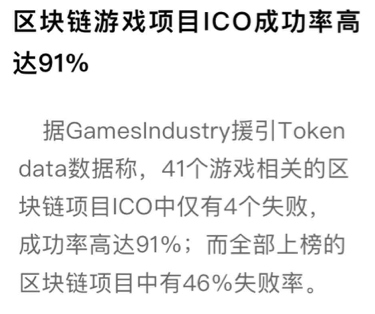 区块链游戏项目ICO成功率高
达91%
据GamesIndustry援引Token
data数据称，41个游戏相关的区
块链项目ICO中仅有4个失败，
成功率高达91%；而全部上榜的
区块链项目中有46%失败率。